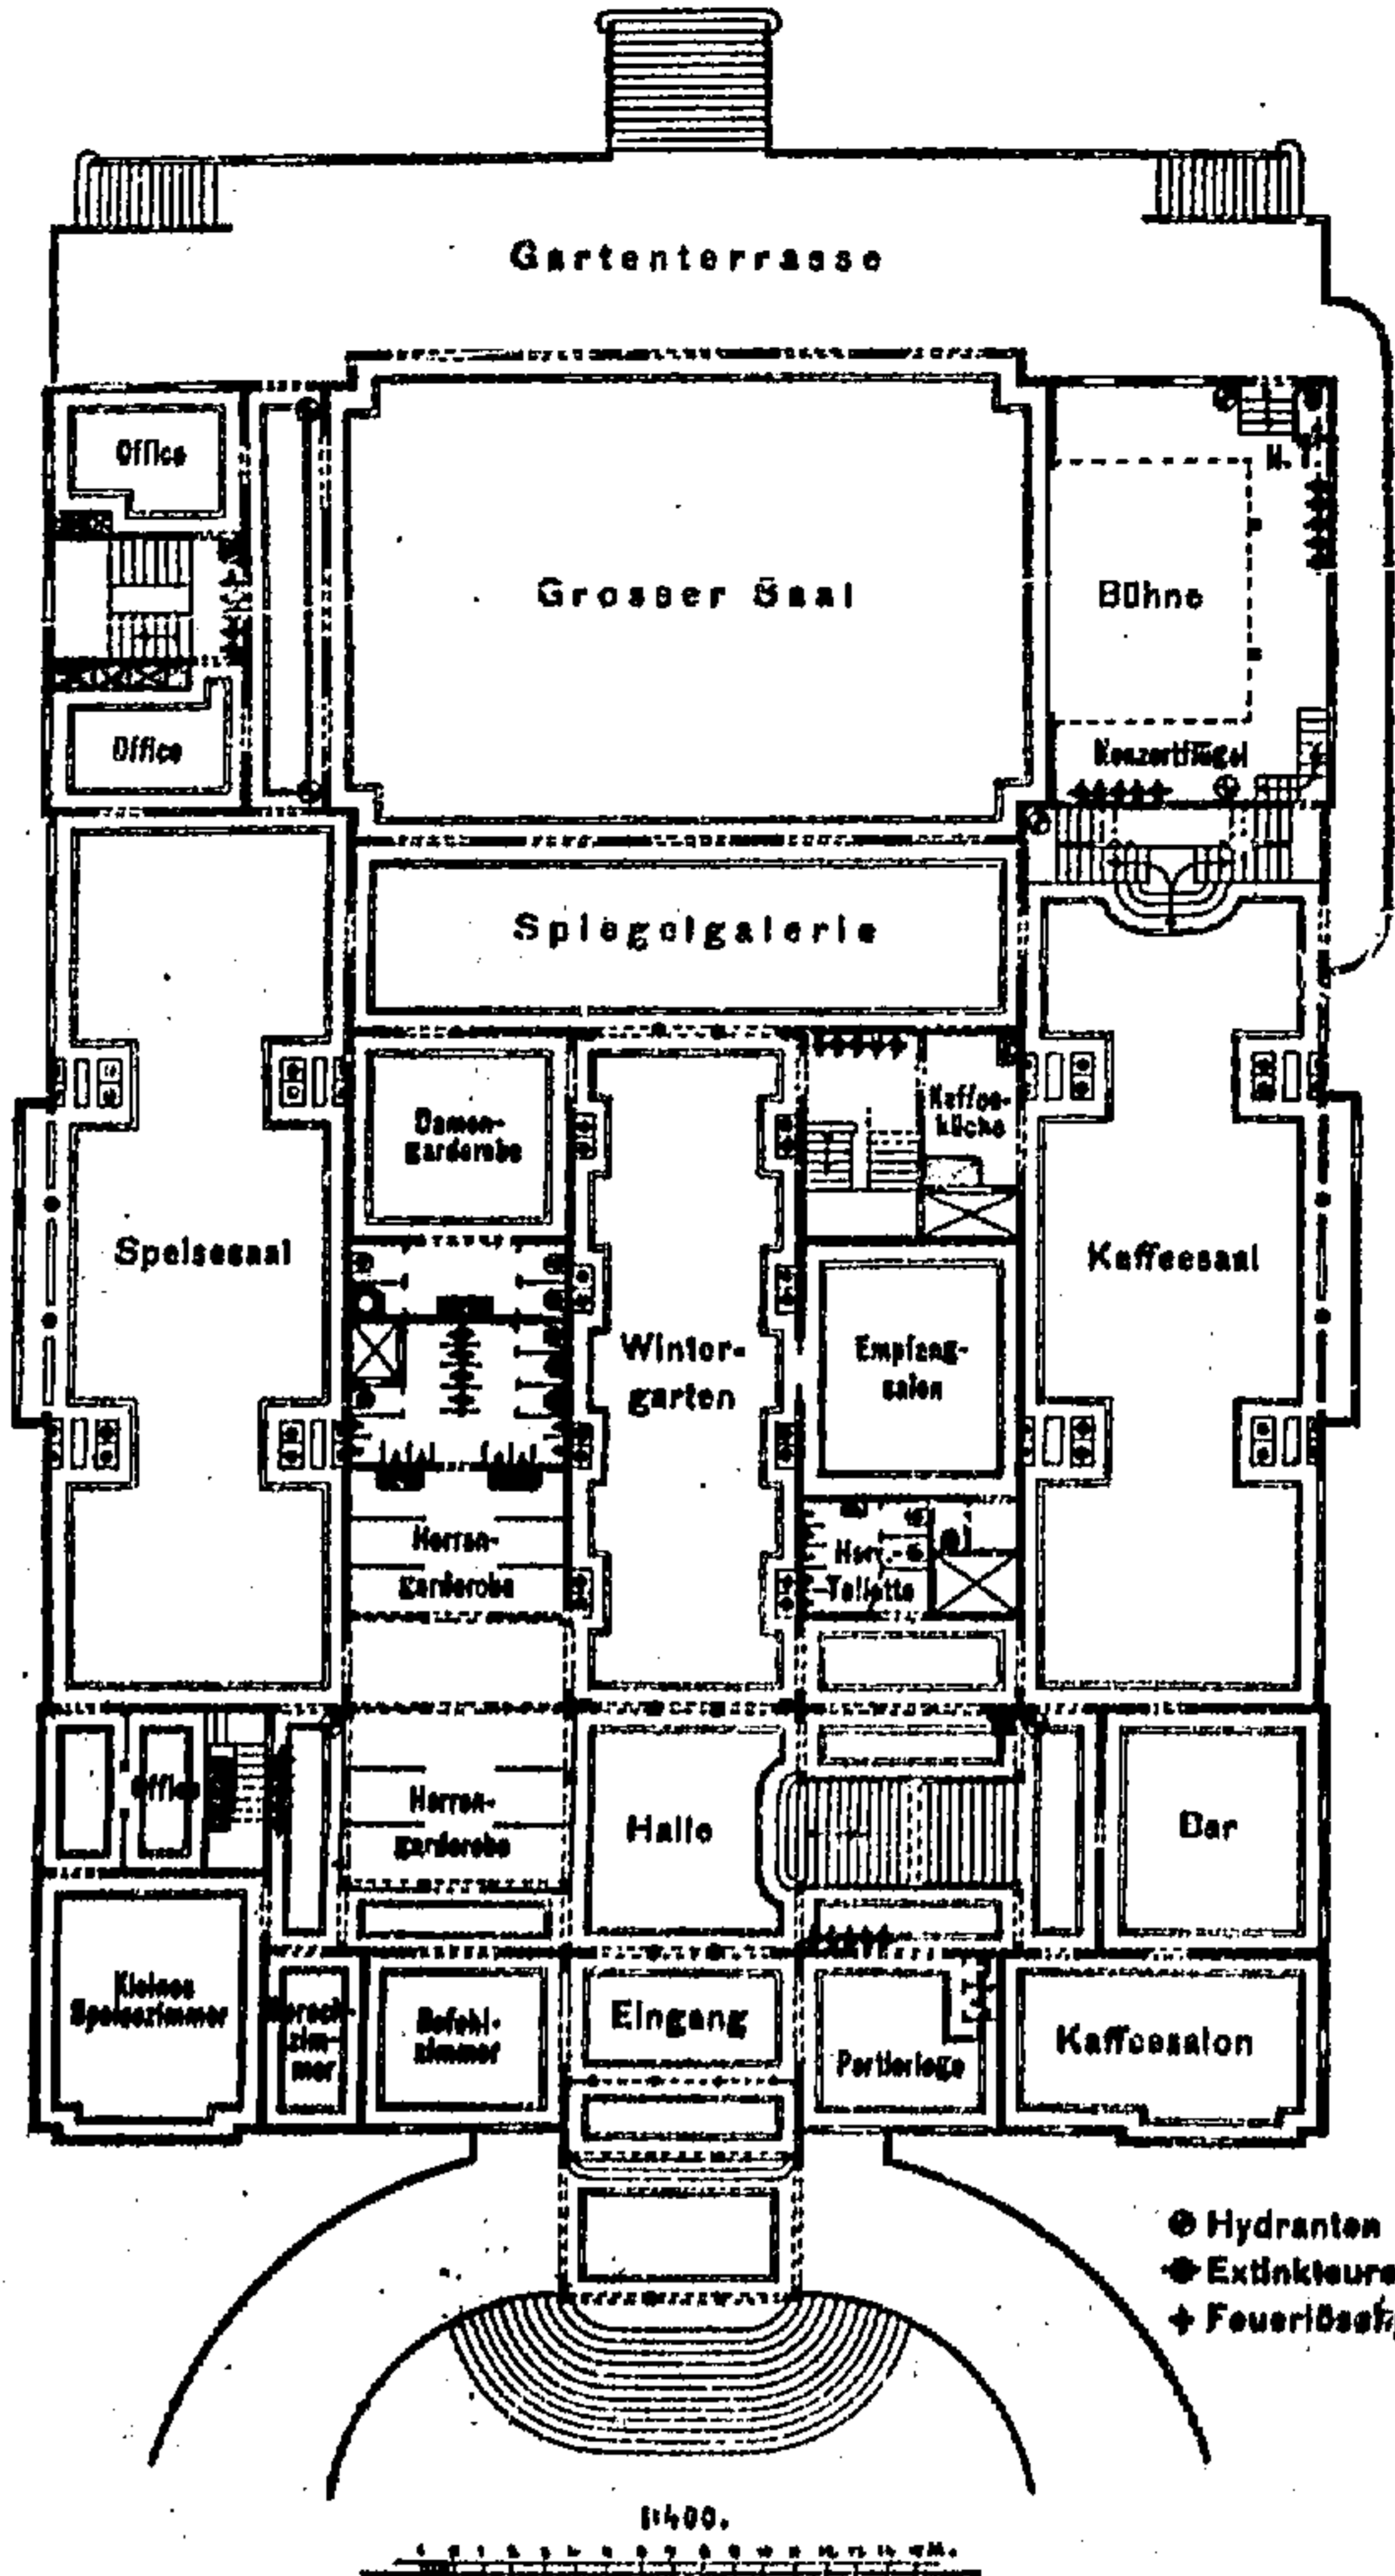 Gartenterrasse
Office
Grosser Saal
Bühne
Office
Konzertflügel
Spiegelgalerie
Damen-
garderobe
Kaffee-
küche
Speisesaal
Kaffeesaal
Winter-
garten
Empfang-
salon
Herren-
garderobe
Herr.-
Toilette
Office
Herren-
garderobe
Halle
Bar
Kleines
Speisezimmer
zim-
mer
Befehl-
zimmer
Eingang
Portierloge
Kaffeesalon
Hydranten
Extinkteure
1:400.